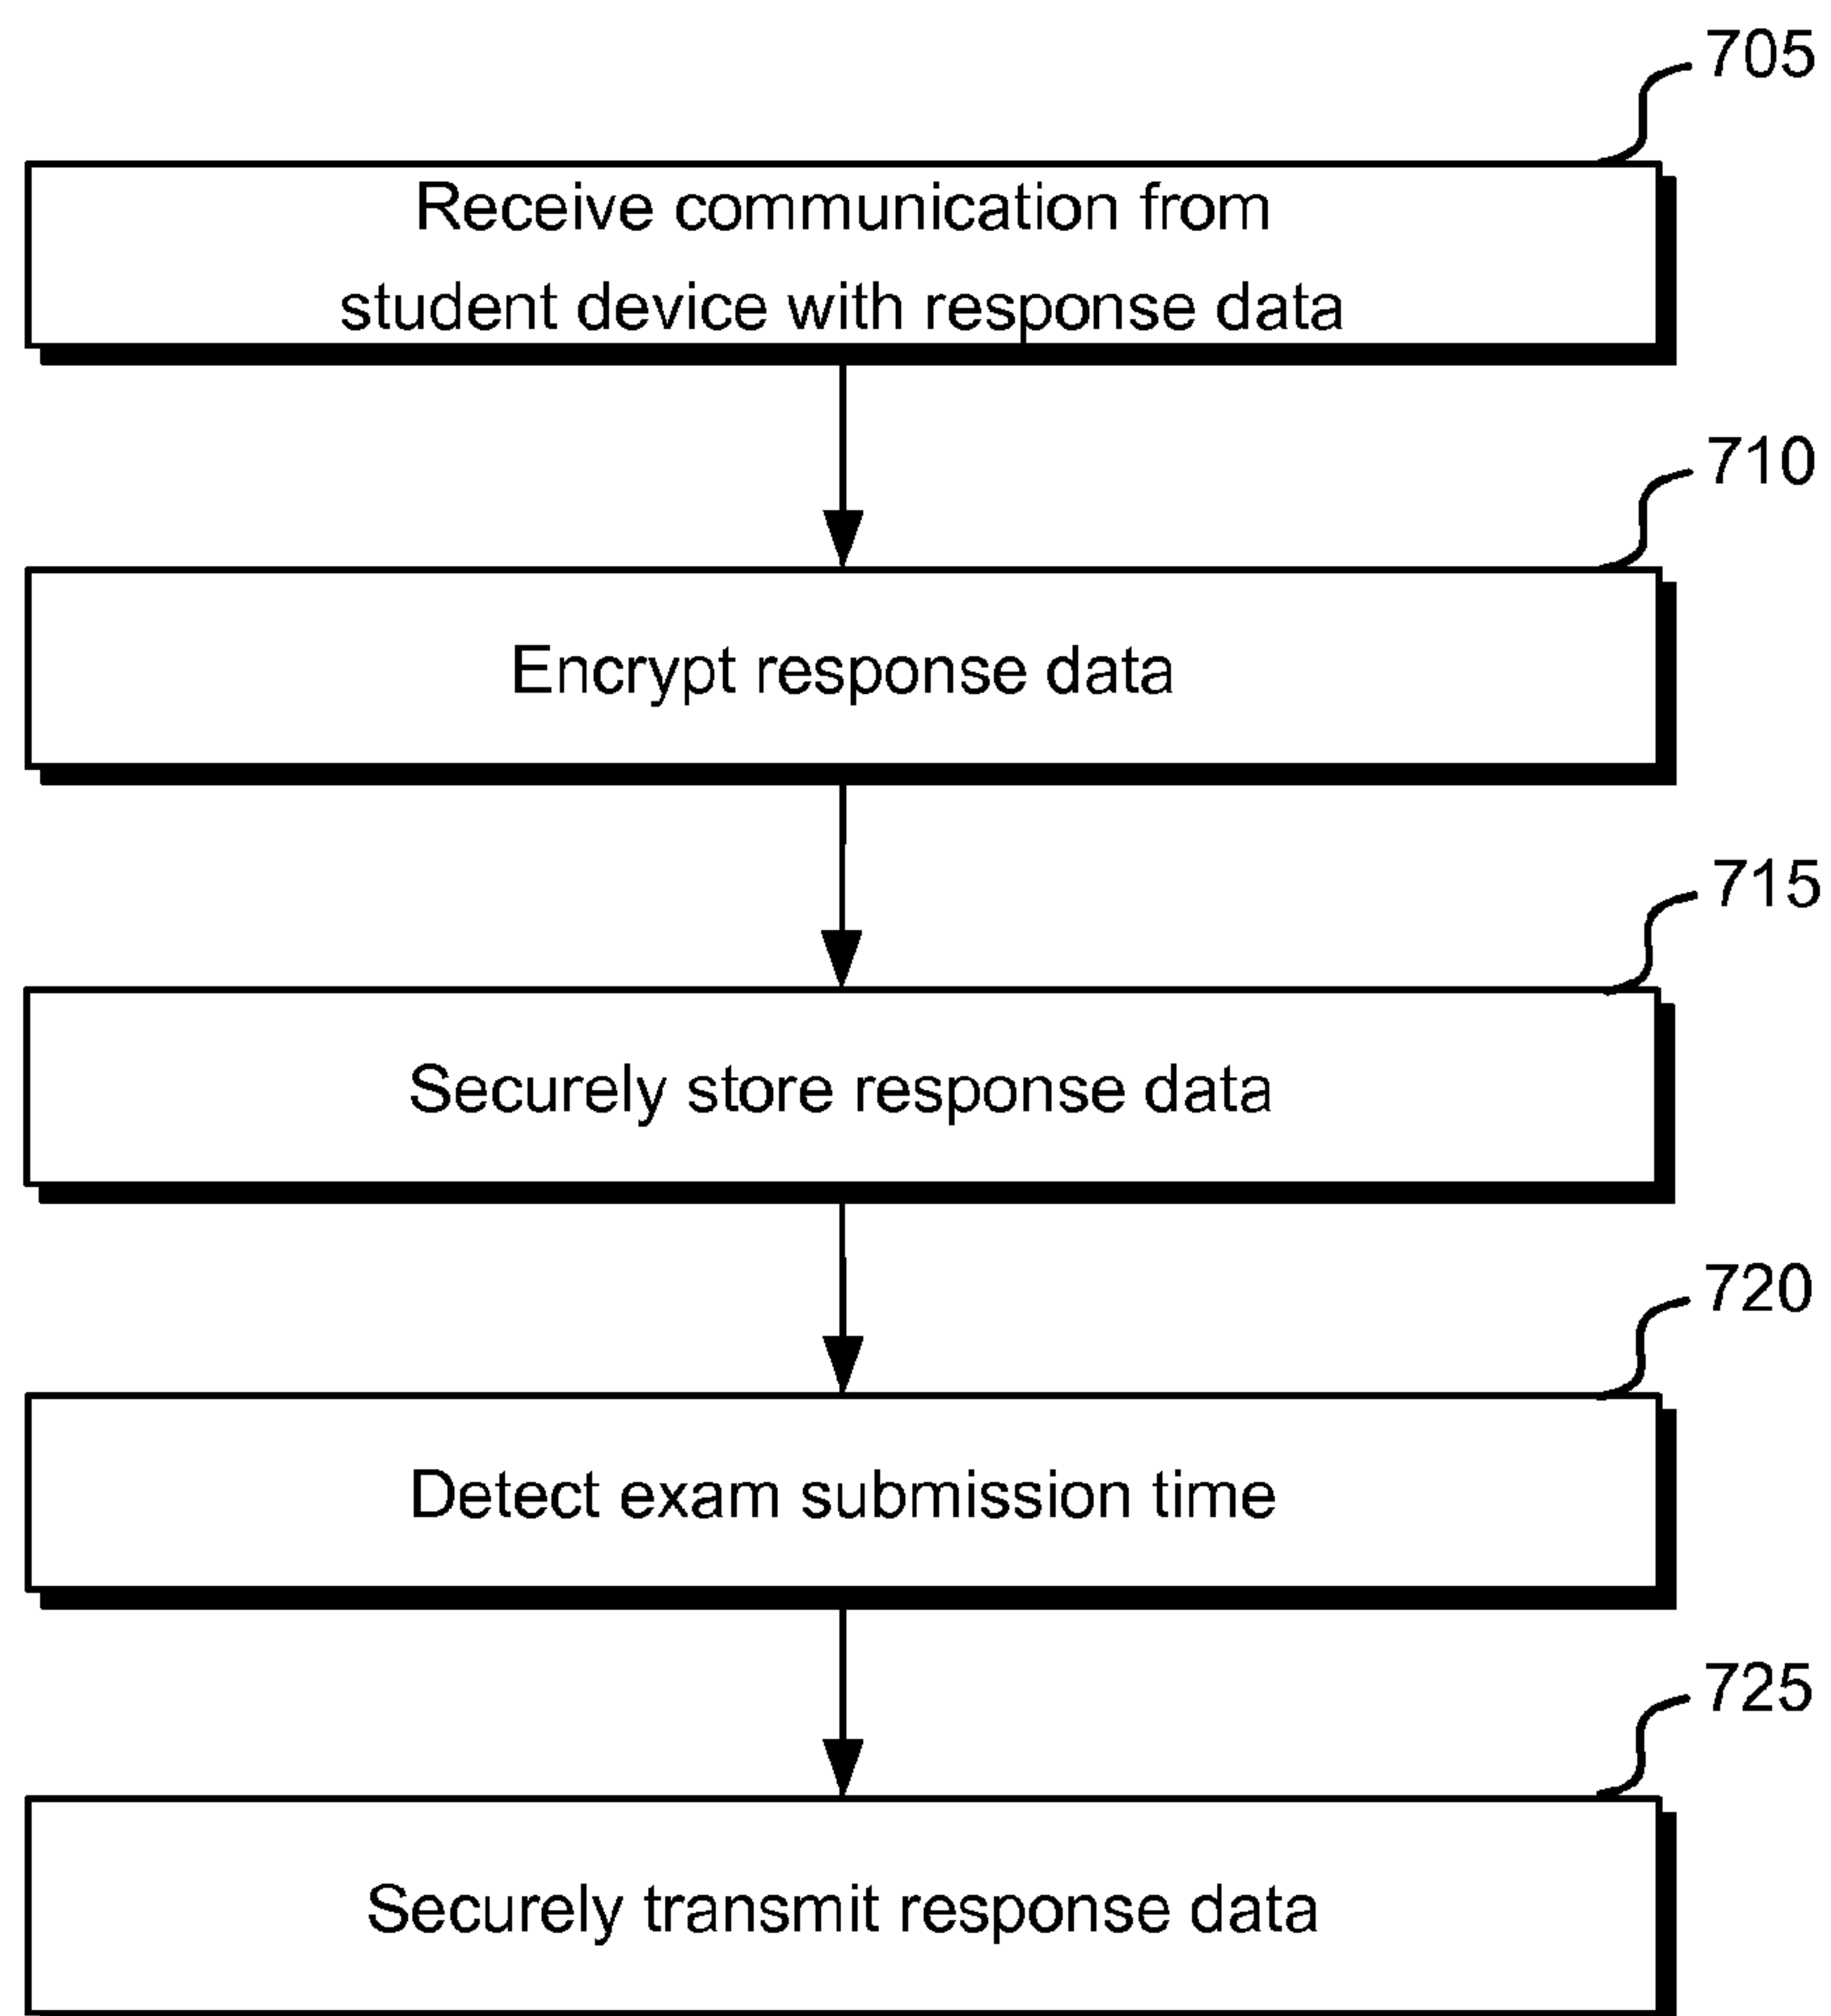 705
Receive communication from
student device with response data
710
Encrypt response data
715
Securely store response data
720
Detect exam submission time
725
Securely transmit response data